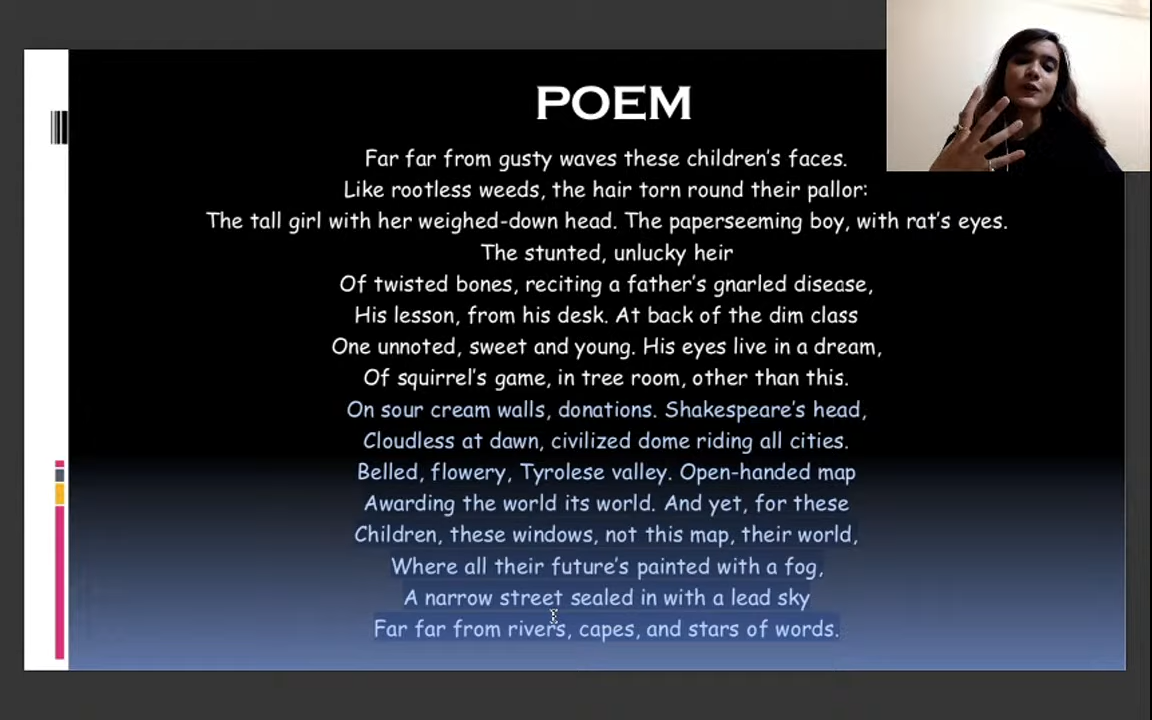 POEM
Far far from gusty waves these children's faces.
Like rootless weeds, the hair torn round their pallor:
The tall girl with her weighed-down head. The paperseeming boy, with rat's eyes.
The stunted, unlucky heir
Of twisted bones, reciting a father's gnarled disease,
His lesson, from his desk. At back of the dim class
One unnoted, sweet and young. His eyes live in a dream,
Of squirrel's game, in tree room, other than this.
On sour cream walls, donations. Shakespeare's head,
Cloudless at dawn, civilized dome riding all cities.
Belled, flowery, Tyrolese valley. Open-handed map
Awarding the world its world. And yet, for these
Children, these windows, not this map, their world,
Where all their future's painted with a fog,
A narrow street sealed in with a lead sky
Far far from rivers, capes, and stars of words.